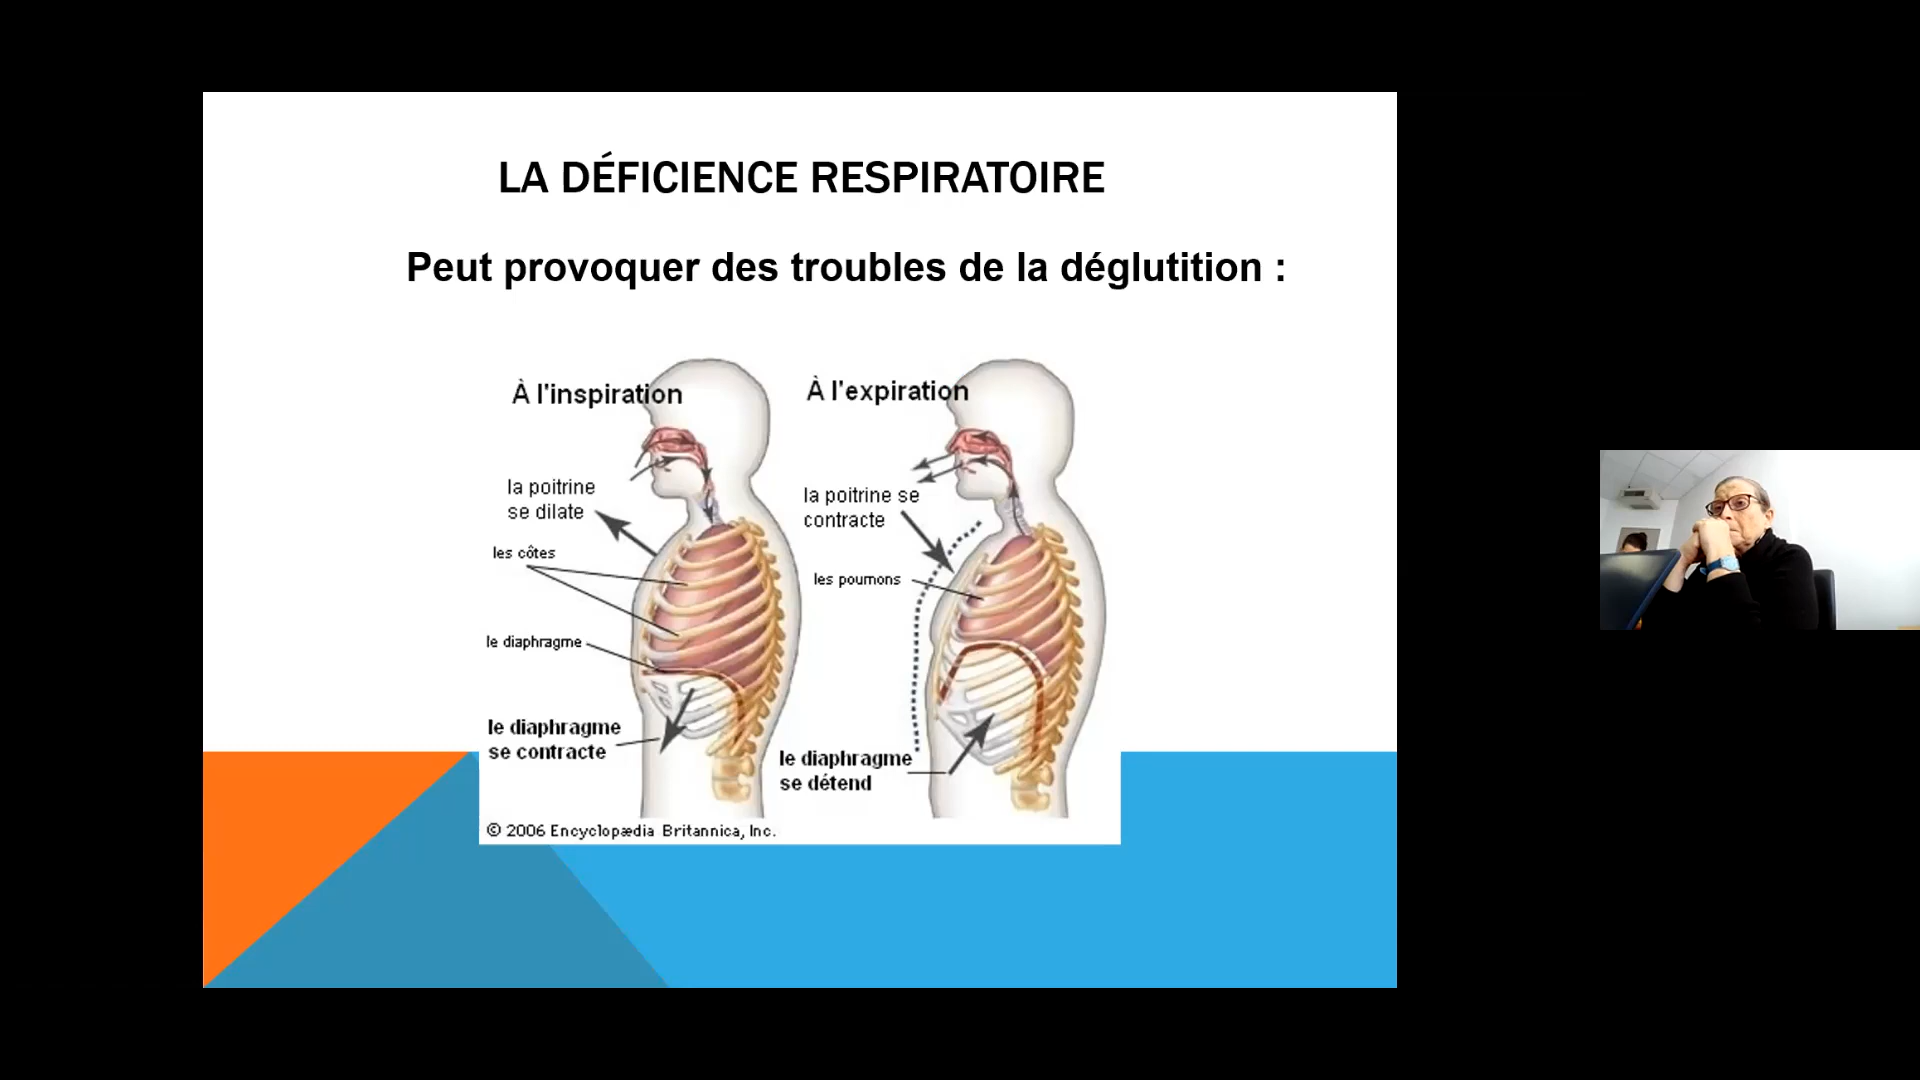 LA DÉFICIENCE RESPIRATOIRE
Peut provoquer des troubles de la déglutition :
À l'inspiration
la poitrine
se dilate
les côtes
le diaphragme
le diaphragme
se contracte
À l'expiration
la poitrine se
contracte
les poumons
le diaphragme
se détend
© 2006 Encyclopædia Britannica, Inc.